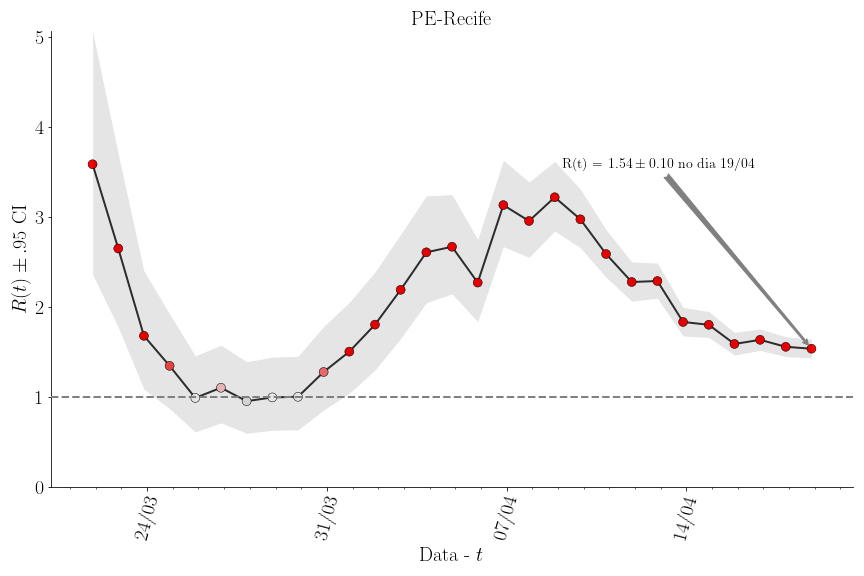 PE-Recife
R(t) = 1.54 ± 0.10 no dia 19/04
R(t) ± .95 CI
5
4
3
2
1
0
24/03
31/03
07/04
14/04
Data - t